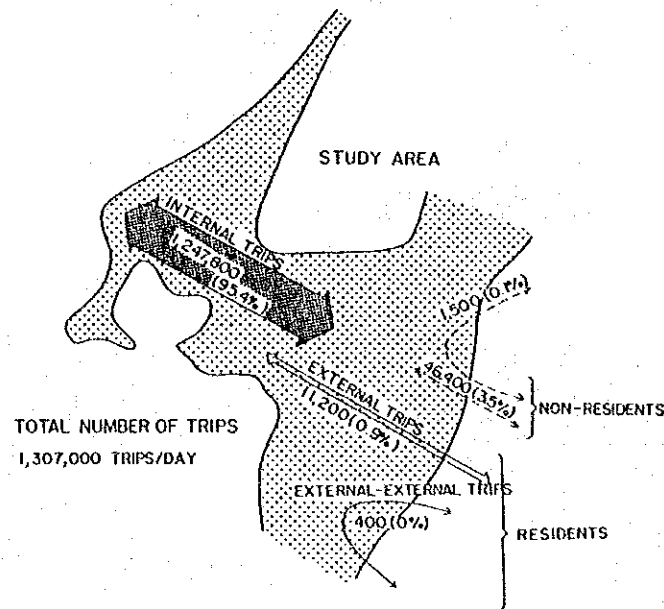 STUDY AREA
INTERNAL TRIPS
1,247,800
(95.4%)
1,500 (0.1%)
46,400 (3.5%)
NON-RESIDENTS
EXTERNAL TRIPS
11,200 (0.9%)
TOTAL NUMBER OF TRIPS
1,307,000 TRIPS/DAY
EXTERNAL-EXTERNAL TRIPS
400 (0%)
RESIDENTS